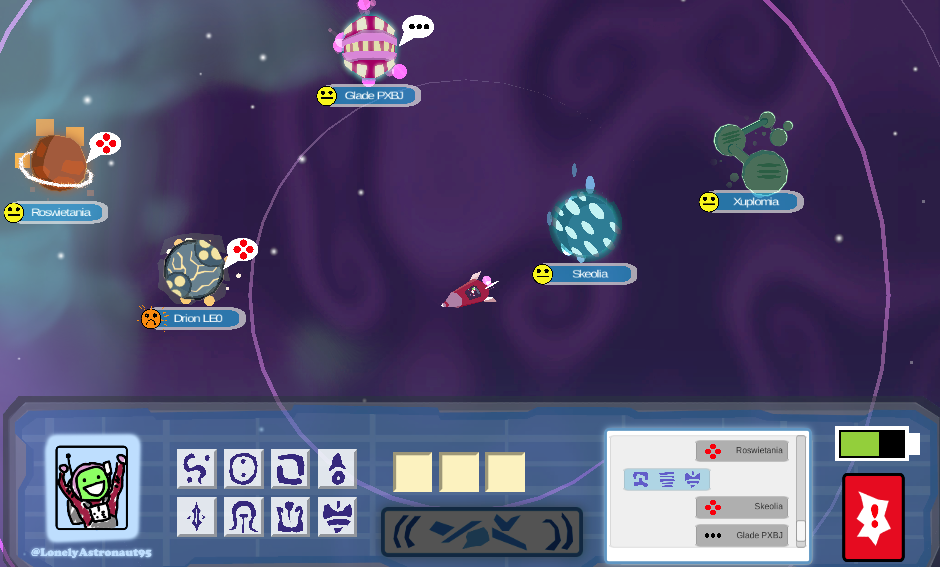 Glade PXBJ
Roswietania
Xuplomia
Skeolia
Drion LE0
Roswietania
Skeolia
Glade PXBJ
@LonelyAstronaut95